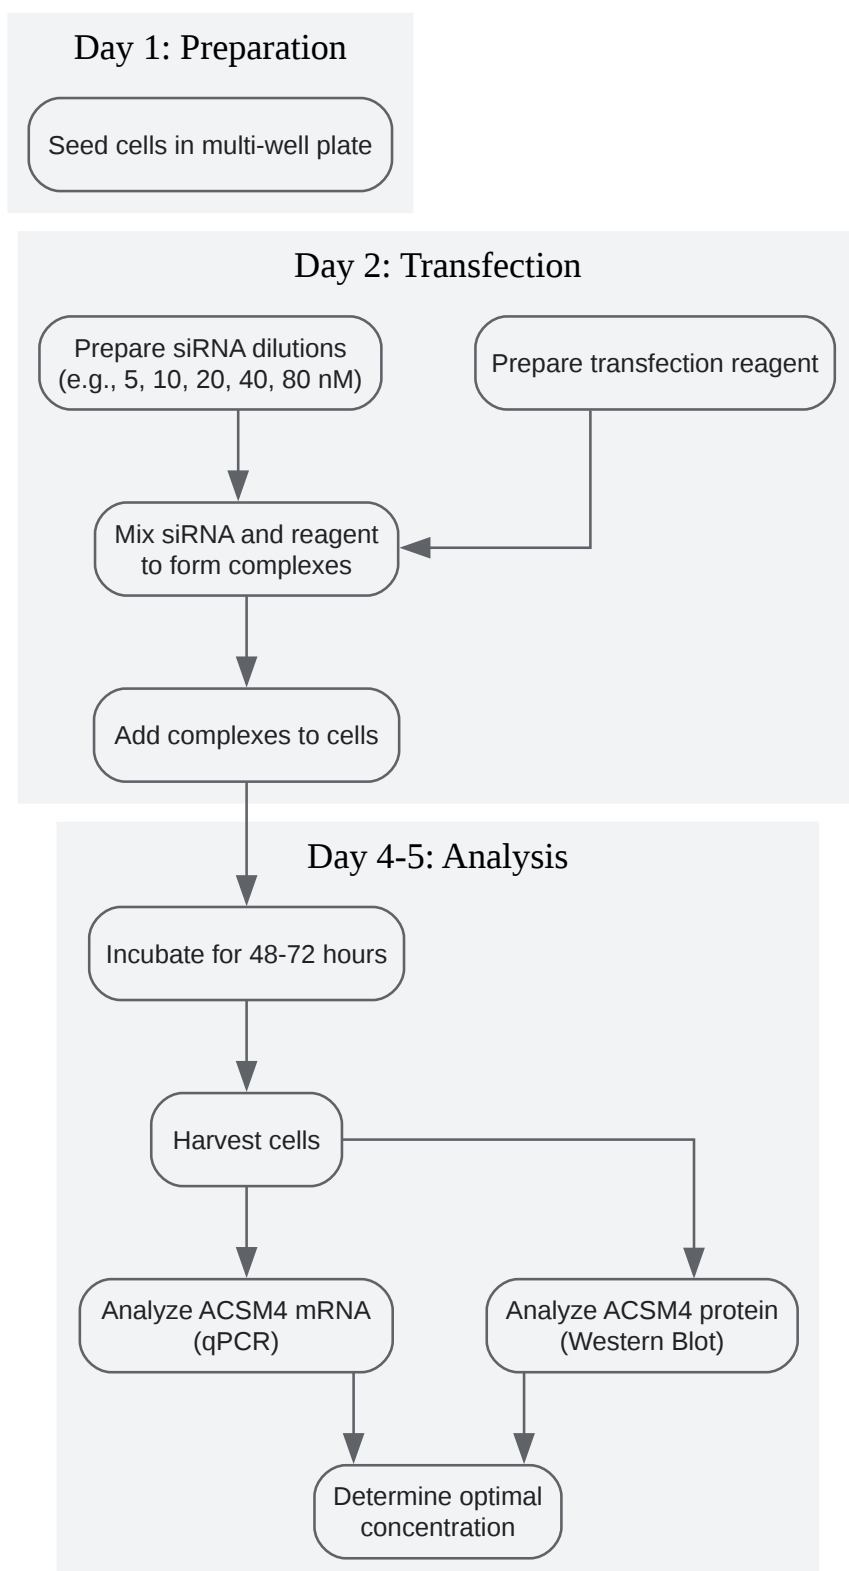 Day 1: Preparation
Seed cells in multi-well plate
Day 2: Transfection
Prepare siRNA dilutions
(e.g., 5, 10, 20, 40, 80 nM)
Prepare transfection reagent
Mix siRNA and reagent
to form complexes
Add complexes to cells
Day 4-5: Analysis
Incubate for 48-72 hours
Harvest cells
Analyze ACSM4 mRNA
(qPCR)
Analyze ACSM4 protein
(Western Blot)
Determine optimal
concentration